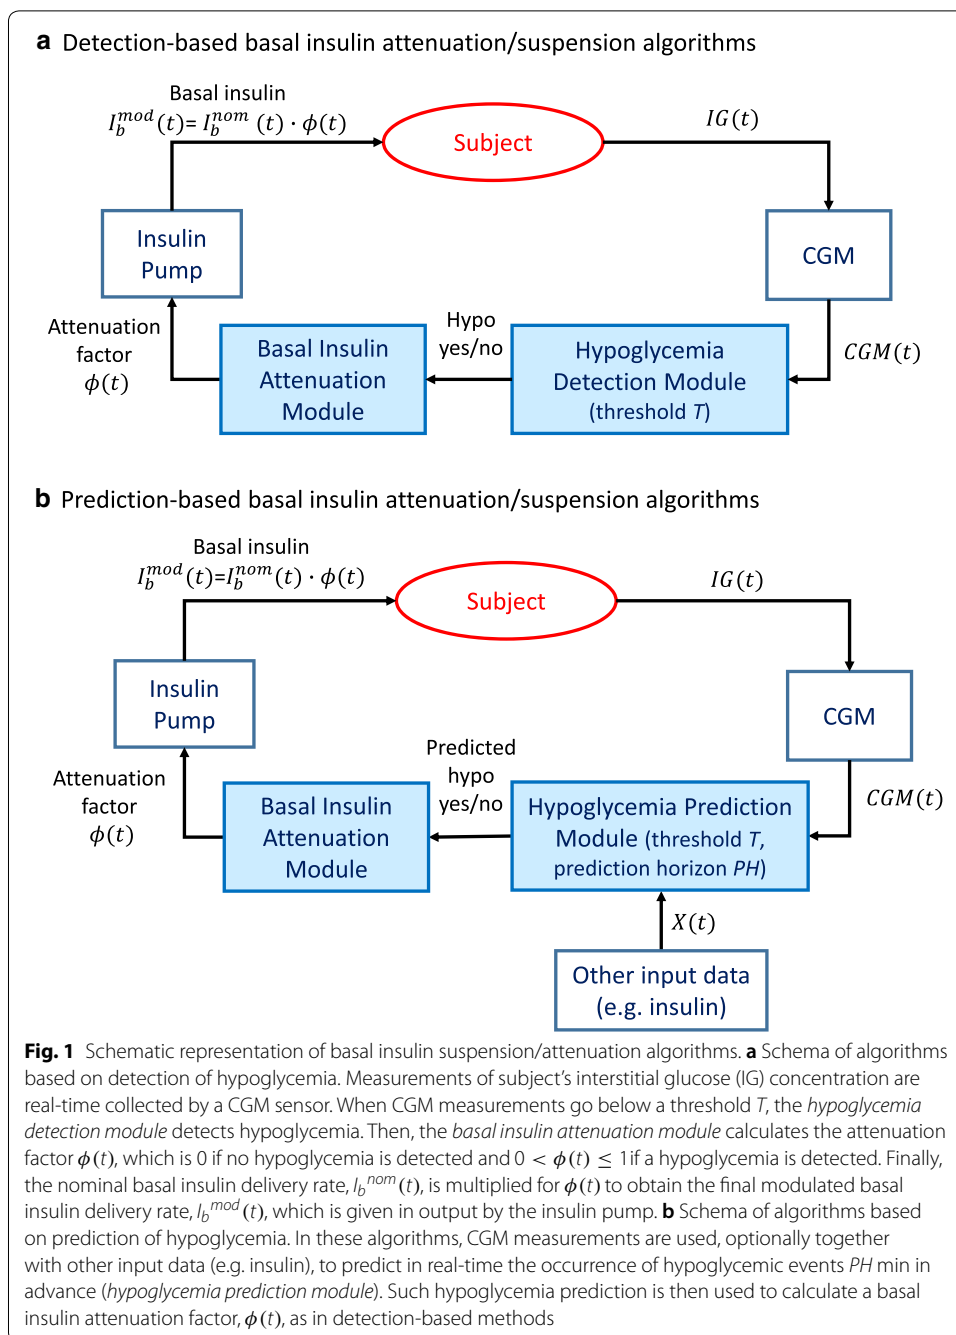 a Detection-based basal insulin attenuation/suspension algorithms
Basal insulin
I_b^{mod}(t)= I_b^{nom} (t) · ϕ(t)
Subject
IG(t)
Insulin
Pump
CGM
Attenuation
factor
ϕ(t)
Basal Insulin
Attenuation
Module
Hypo
yes/no
Hypoglycemia
Detection Module
(threshold T)
CGM(t)
b Prediction-based basal insulin attenuation/suspension algorithms
Basal insulin
I_b^{mod}(t)=I_b^{nom}(t) · ϕ(t)
Subject
IG(t)
Insulin
Pump
CGM
Attenuation
factor
ϕ(t)
Basal Insulin
Attenuation
Module
Predicted
hypo
yes/no
Hypoglycemia Prediction
Module (threshold T,
prediction horizon PH)
CGM(t)
X(t)
Other input data
(e.g. insulin)
Fig. 1 Schematic representation of basal insulin suspension/attenuation algorithms. a Schema of algorithms
based on detection of hypoglycemia. Measurements of subject's interstitial glucose (IG) concentration are
real-time collected by a CGM sensor. When CGM measurements go below a threshold T, the hypoglycemia
detection module detects hypoglycemia. Then, the basal insulin attenuation module calculates the attenuation
factor ϕ(t), which is 0 if no hypoglycemia is detected and 0 < ϕ(t) ≤ 1 if a hypoglycemia is detected. Finally,
the nominal basal insulin delivery rate, I_b^{nom}(t), is multiplied for ϕ(t) to obtain the final modulated basal
insulin delivery rate, I_b^{mod}(t), which is given in output by the insulin pump. b Schema of algorithms based
on prediction of hypoglycemia. In these algorithms, CGM measurements are used, optionally together
with other input data (e.g. insulin), to predict in real-time the occurrence of hypoglycemic events PH min in
advance (hypoglycemia prediction module). Such hypoglycemia prediction is then used to calculate a basal
insulin attenuation factor, ϕ(t), as in detection-based methods